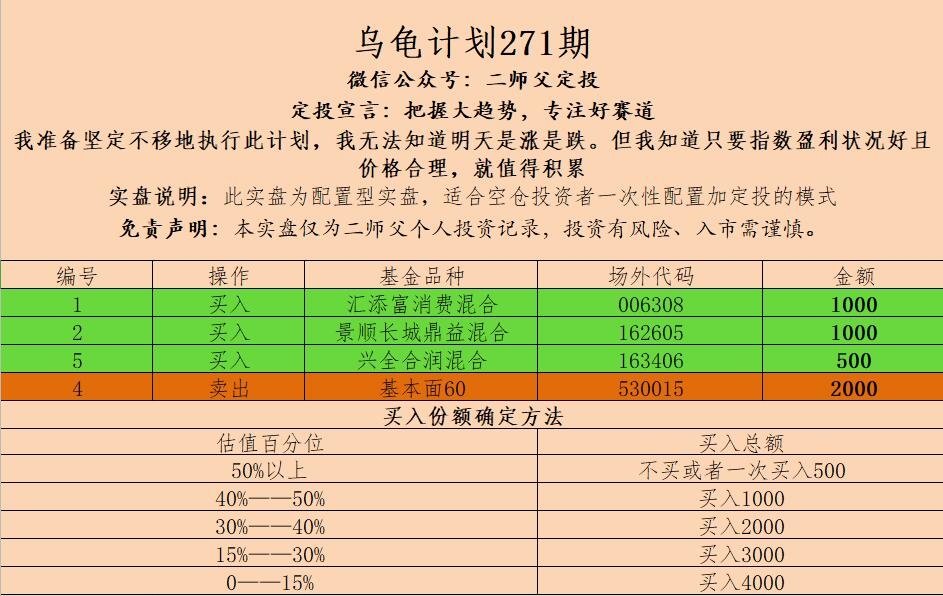 乌龟计划271期
微信公众号：二师父定投
定投宣言：把握大趋势，专注好赛道
我准备坚定不移地执行此计划，我无法知道明天是涨是跌。但我知道只要指数盈利状况好且
价格合理，就值得积累
实盘说明：此实盘为配置型实盘，适合空仓投资者一次性配置加定投的模式
免责声明：本实盘仅为二师父个人投资记录，投资有风险、入市需谨慎。
编号 操作 基金品种 场外代码 金额
1 买入 汇添富消费混合 006308 1000
2 买入 景顺长城鼎益混合 162605 1000
5 买入 兴全合润混合 163406 500
4 卖出 基本面60 530015 2000
买入份额确定方法
估值百分位 买入总额
50%以上 不买或者一次买入500
40%——50% 买入1000
30%——40% 买入2000
15%——30% 买入3000
0——15% 买入4000